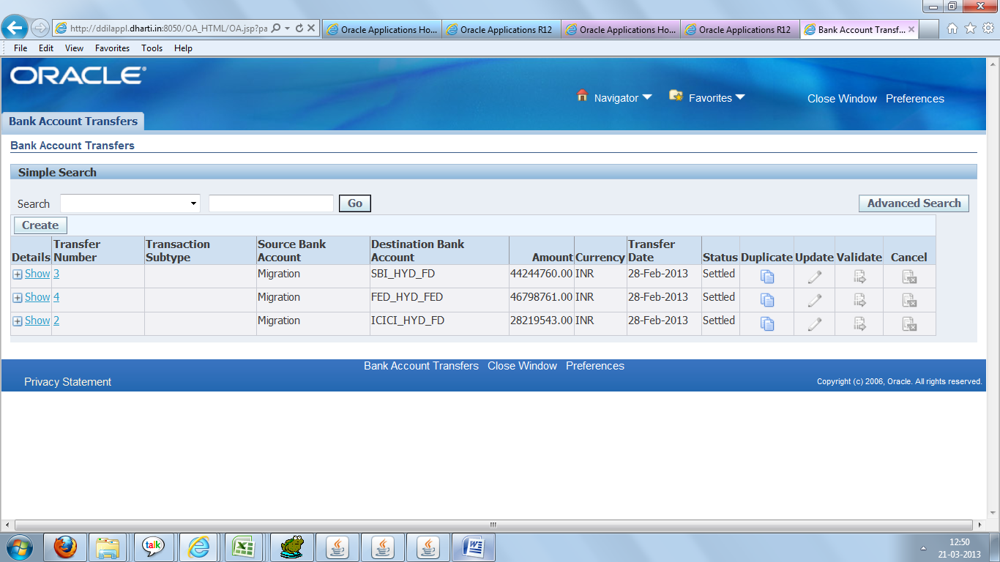 http://ddilappl.dharti.in:8050/OA_HTML/OA.jsp?pa
Oracle Applications Ho...
Oracle Applications R12
Oracle Applications Ho...
Oracle Applications R12
Bank Account Transf...
File Edit View Favorites Tools Help
ORACLE®
Navigator Favorites Close Window Preferences
Bank Account Transfers
Bank Account Transfers
Simple Search
Search Go Advanced Search
Create
Details Transfer Number Transaction Subtype Source Bank Account Destination Bank Account Amount Currency Transfer Date Status Duplicate Update Validate Cancel
Show 3 Migration SBI_HYD_FD 44244760.00 INR 28-Feb-2013 Settled
Show 4 Migration FED_HYD_FED 46798761.00 INR 28-Feb-2013 Settled
Show 2 Migration ICICI_HYD_FD 28219543.00 INR 28-Feb-2013 Settled
Bank Account Transfers Close Window Preferences
Privacy Statement
Copyright (c) 2006, Oracle. All rights reserved.
talk
12:50
21-03-2013